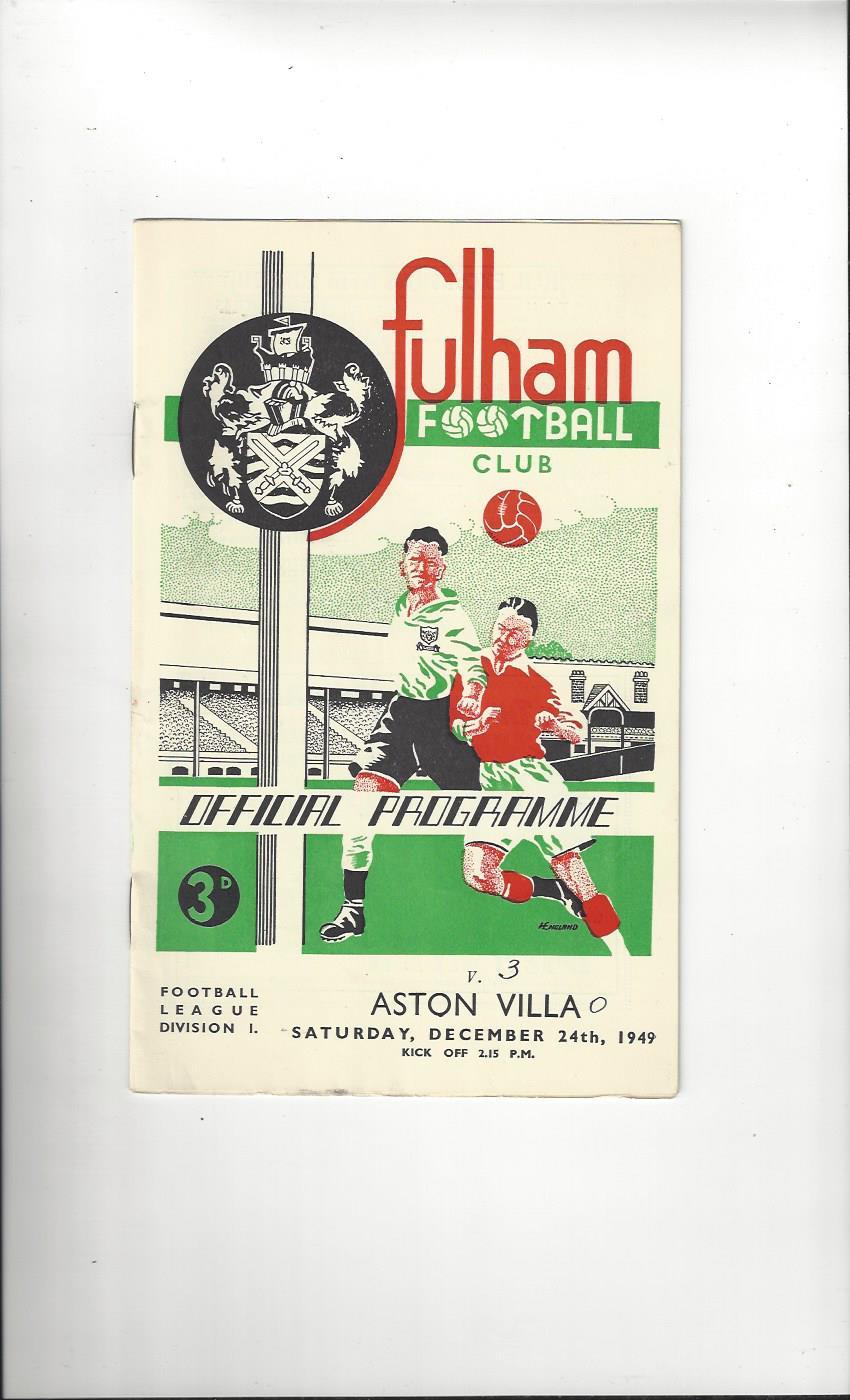 fulham
FOOTBALL
CLUB
OFFICIAL PROGRAMME
3D
HENGLAND
v. 3
ASTON VILLA 0
FOOTBALL
LEAGUE
DIVISION I.
SATURDAY, DECEMBER 24th, 1949
KICK OFF 2.15 P.M.